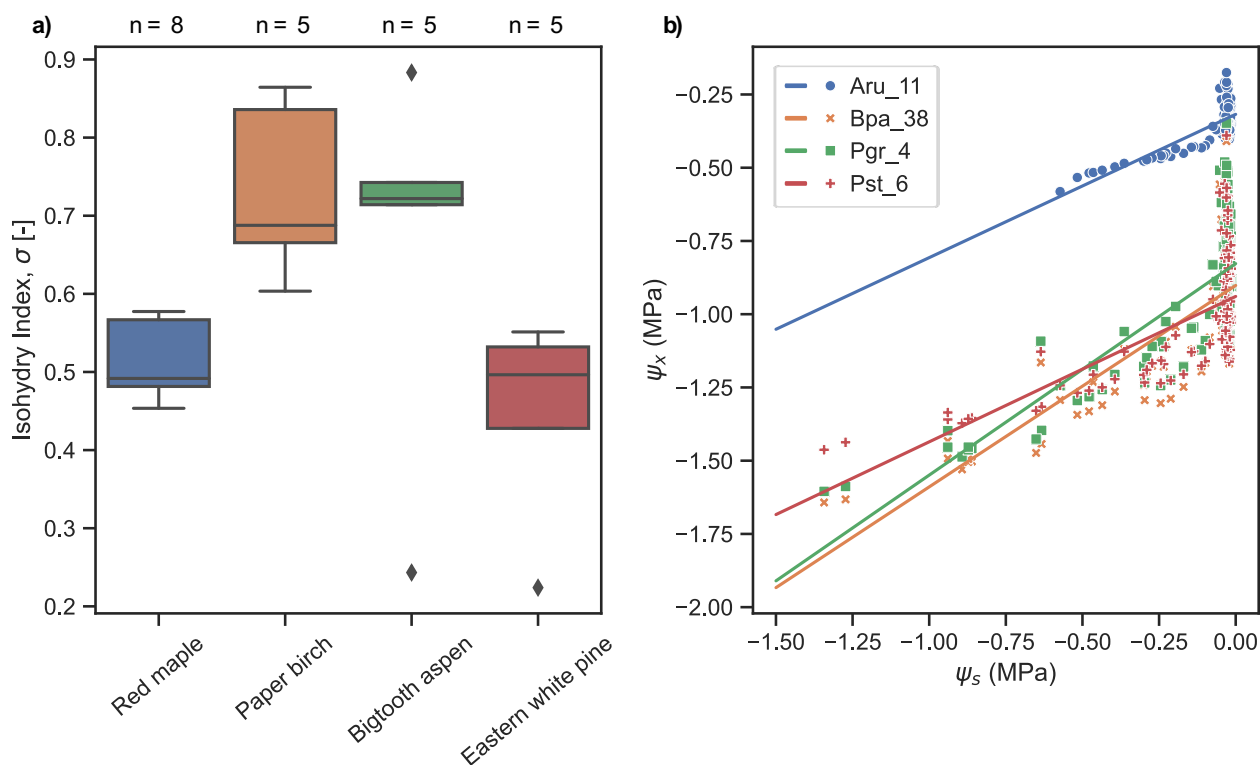 a)
n = 8
n = 5
n = 5
n = 5
Isohydry Index, σ [-]
0.9
0.8
0.7
0.6
0.5
0.4
0.3
0.2
Red maple
Paper birch
Bigtooth aspen
Eastern white pine
b)
Aru_11
Bpa_38
Pgr_4
Pst_6
ψx (MPa)
−0.25
−0.50
−0.75
−1.00
−1.25
−1.50
−1.75
−2.00
−1.50
−1.25
−1.00
−0.75
−0.50
−0.25
0.00
ψs (MPa)